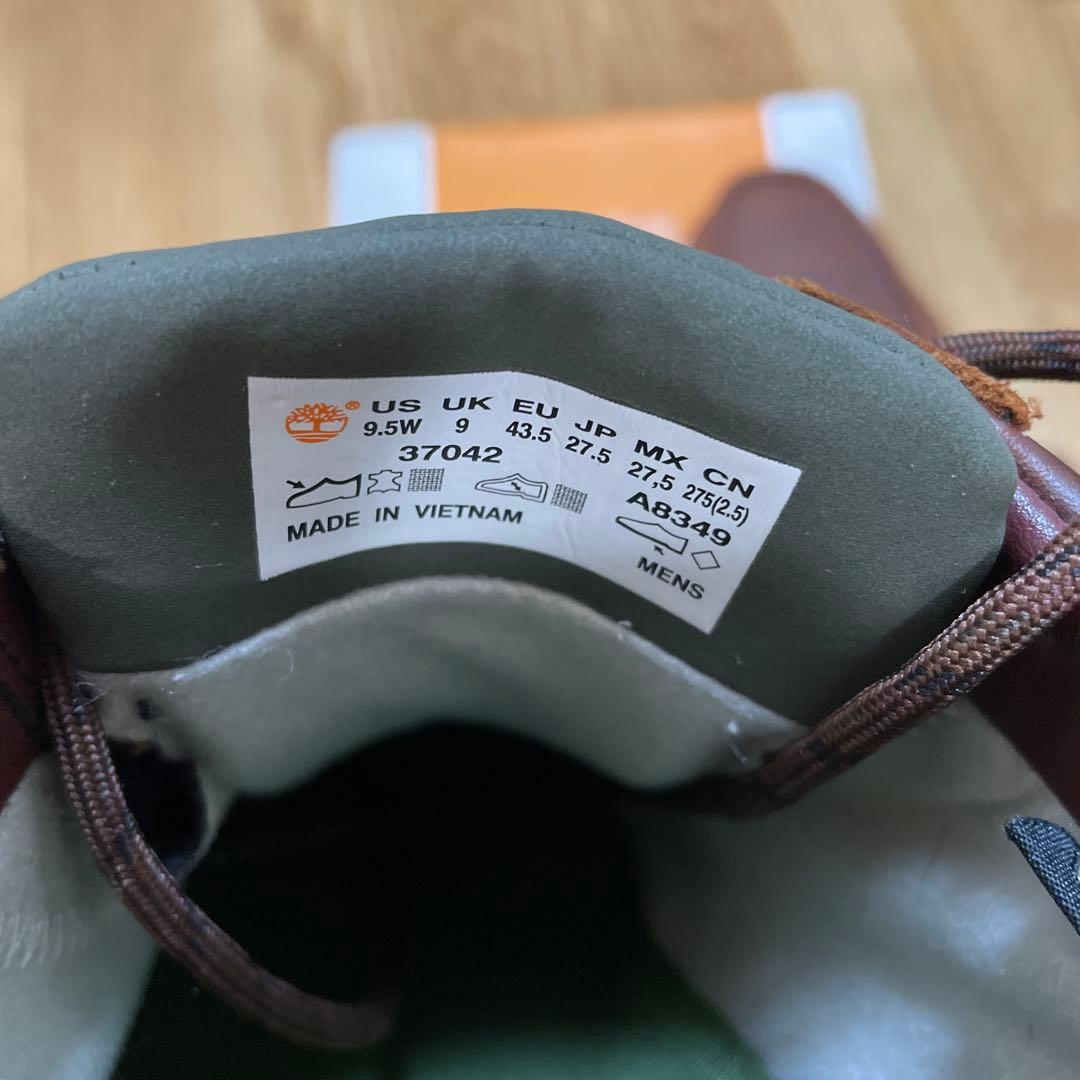 ® US UK EU JP MX CN
9.5W 9 43.5 27.5 27,5 275(2.5)
37042 A8349
MADE IN VIETNAM MENS